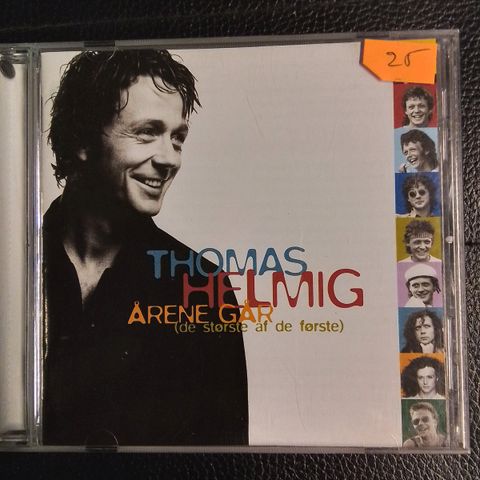 25
THOMAS
HELMIG
ÅRENE GÅR
(de største af de første)